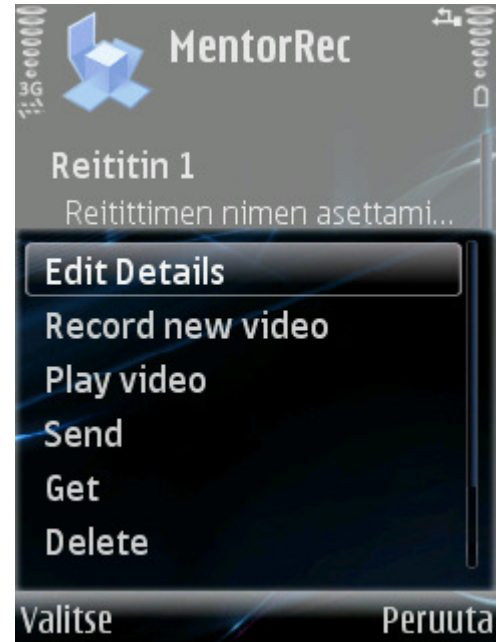 3G
MentorRec
Reititin 1
Reitittimen nimen asettami...
Edit Details
Record new video
Play video
Send
Get
Delete
Valitse
Peruuta